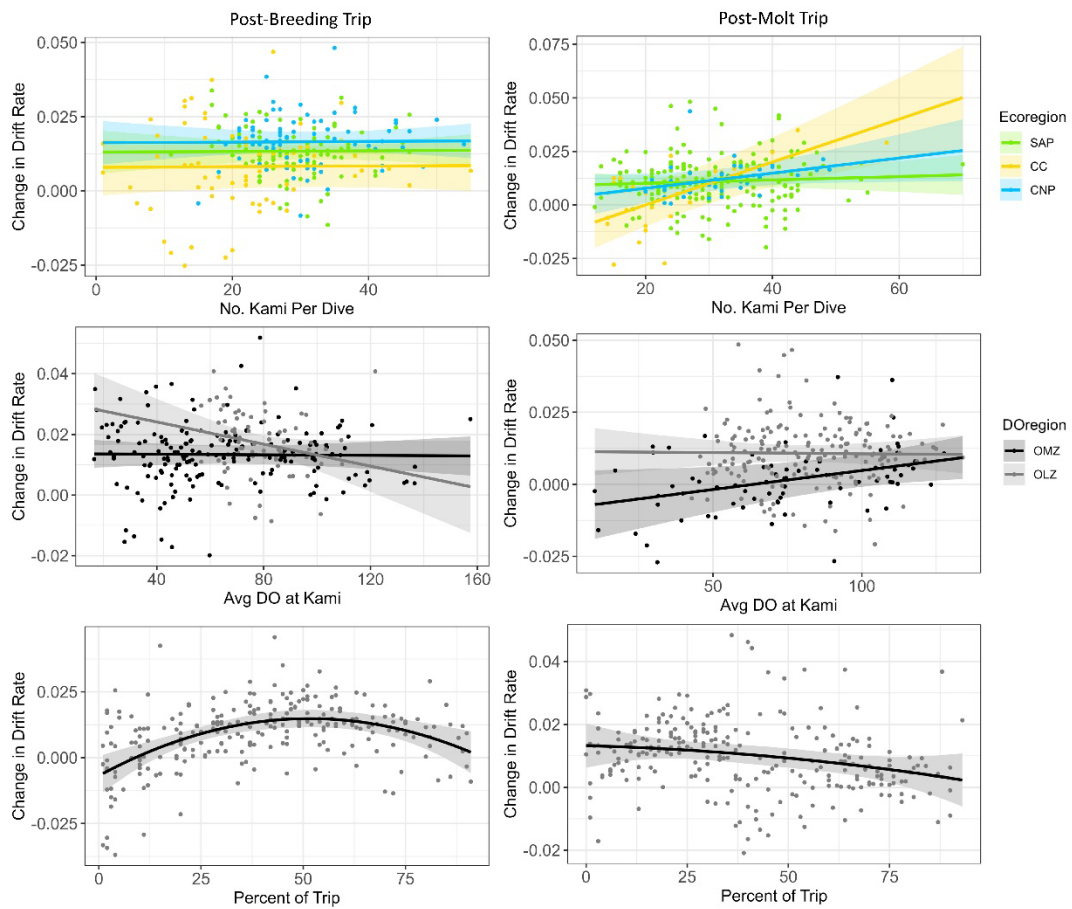 Post-Breeding Trip
Post-Molt Trip
0.050
0.025
0.000
-0.025
Change in Drift Rate
0
20
40
No. Kami Per Dive
0.075
0.050
0.025
0.000
-0.025
Change in Drift Rate
20
40
60
No. Kami Per Dive
Ecoregion
SAP
CC
CNP
0.04
0.02
0.00
-0.02
Change in Drift Rate
40
80
120
160
Avg DO at Kami
0.050
0.025
0.000
-0.025
Change in Drift Rate
50
100
Avg DO at Kami
DOregion
OMZ
OLZ
0.025
0.000
-0.025
Change in Drift Rate
0
25
50
75
Percent of Trip
0.04
0.02
0.00
-0.02
Change in Drift Rate
0
25
50
75
Percent of Trip